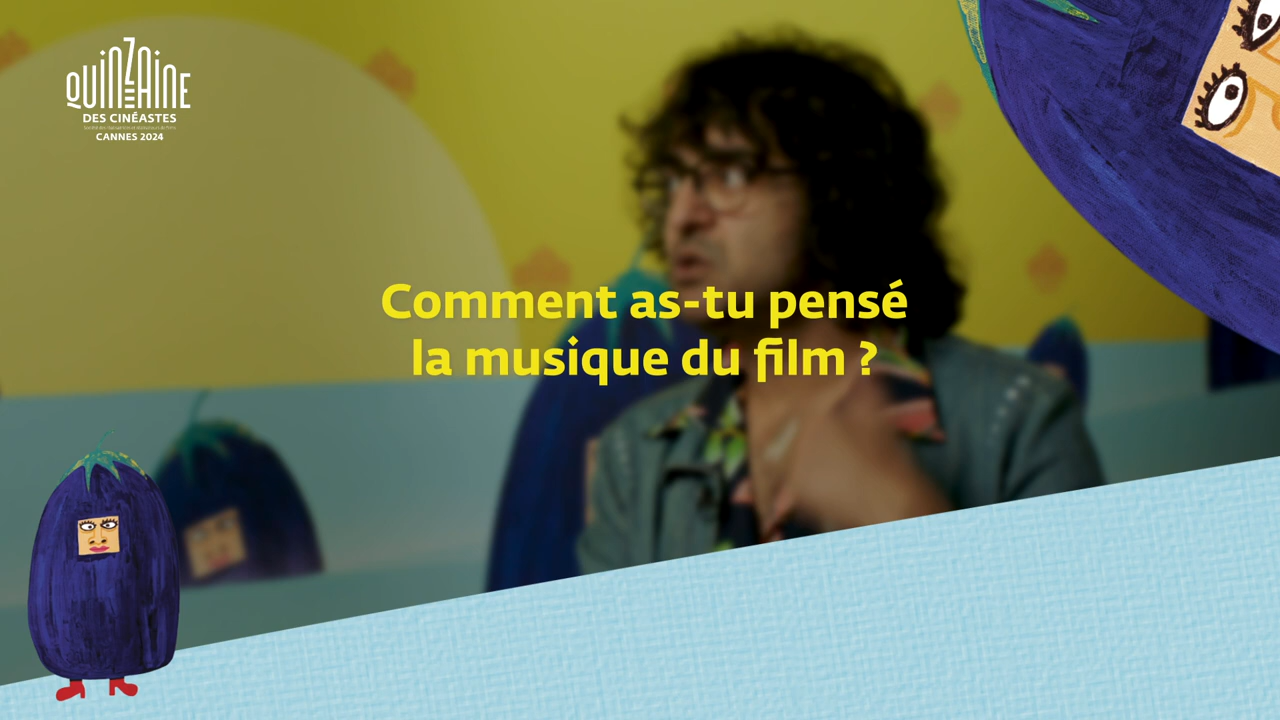 QUINZAINE
DES CINÉASTES
CANNES 2024
Comment as-tu pensé
la musique du film ?